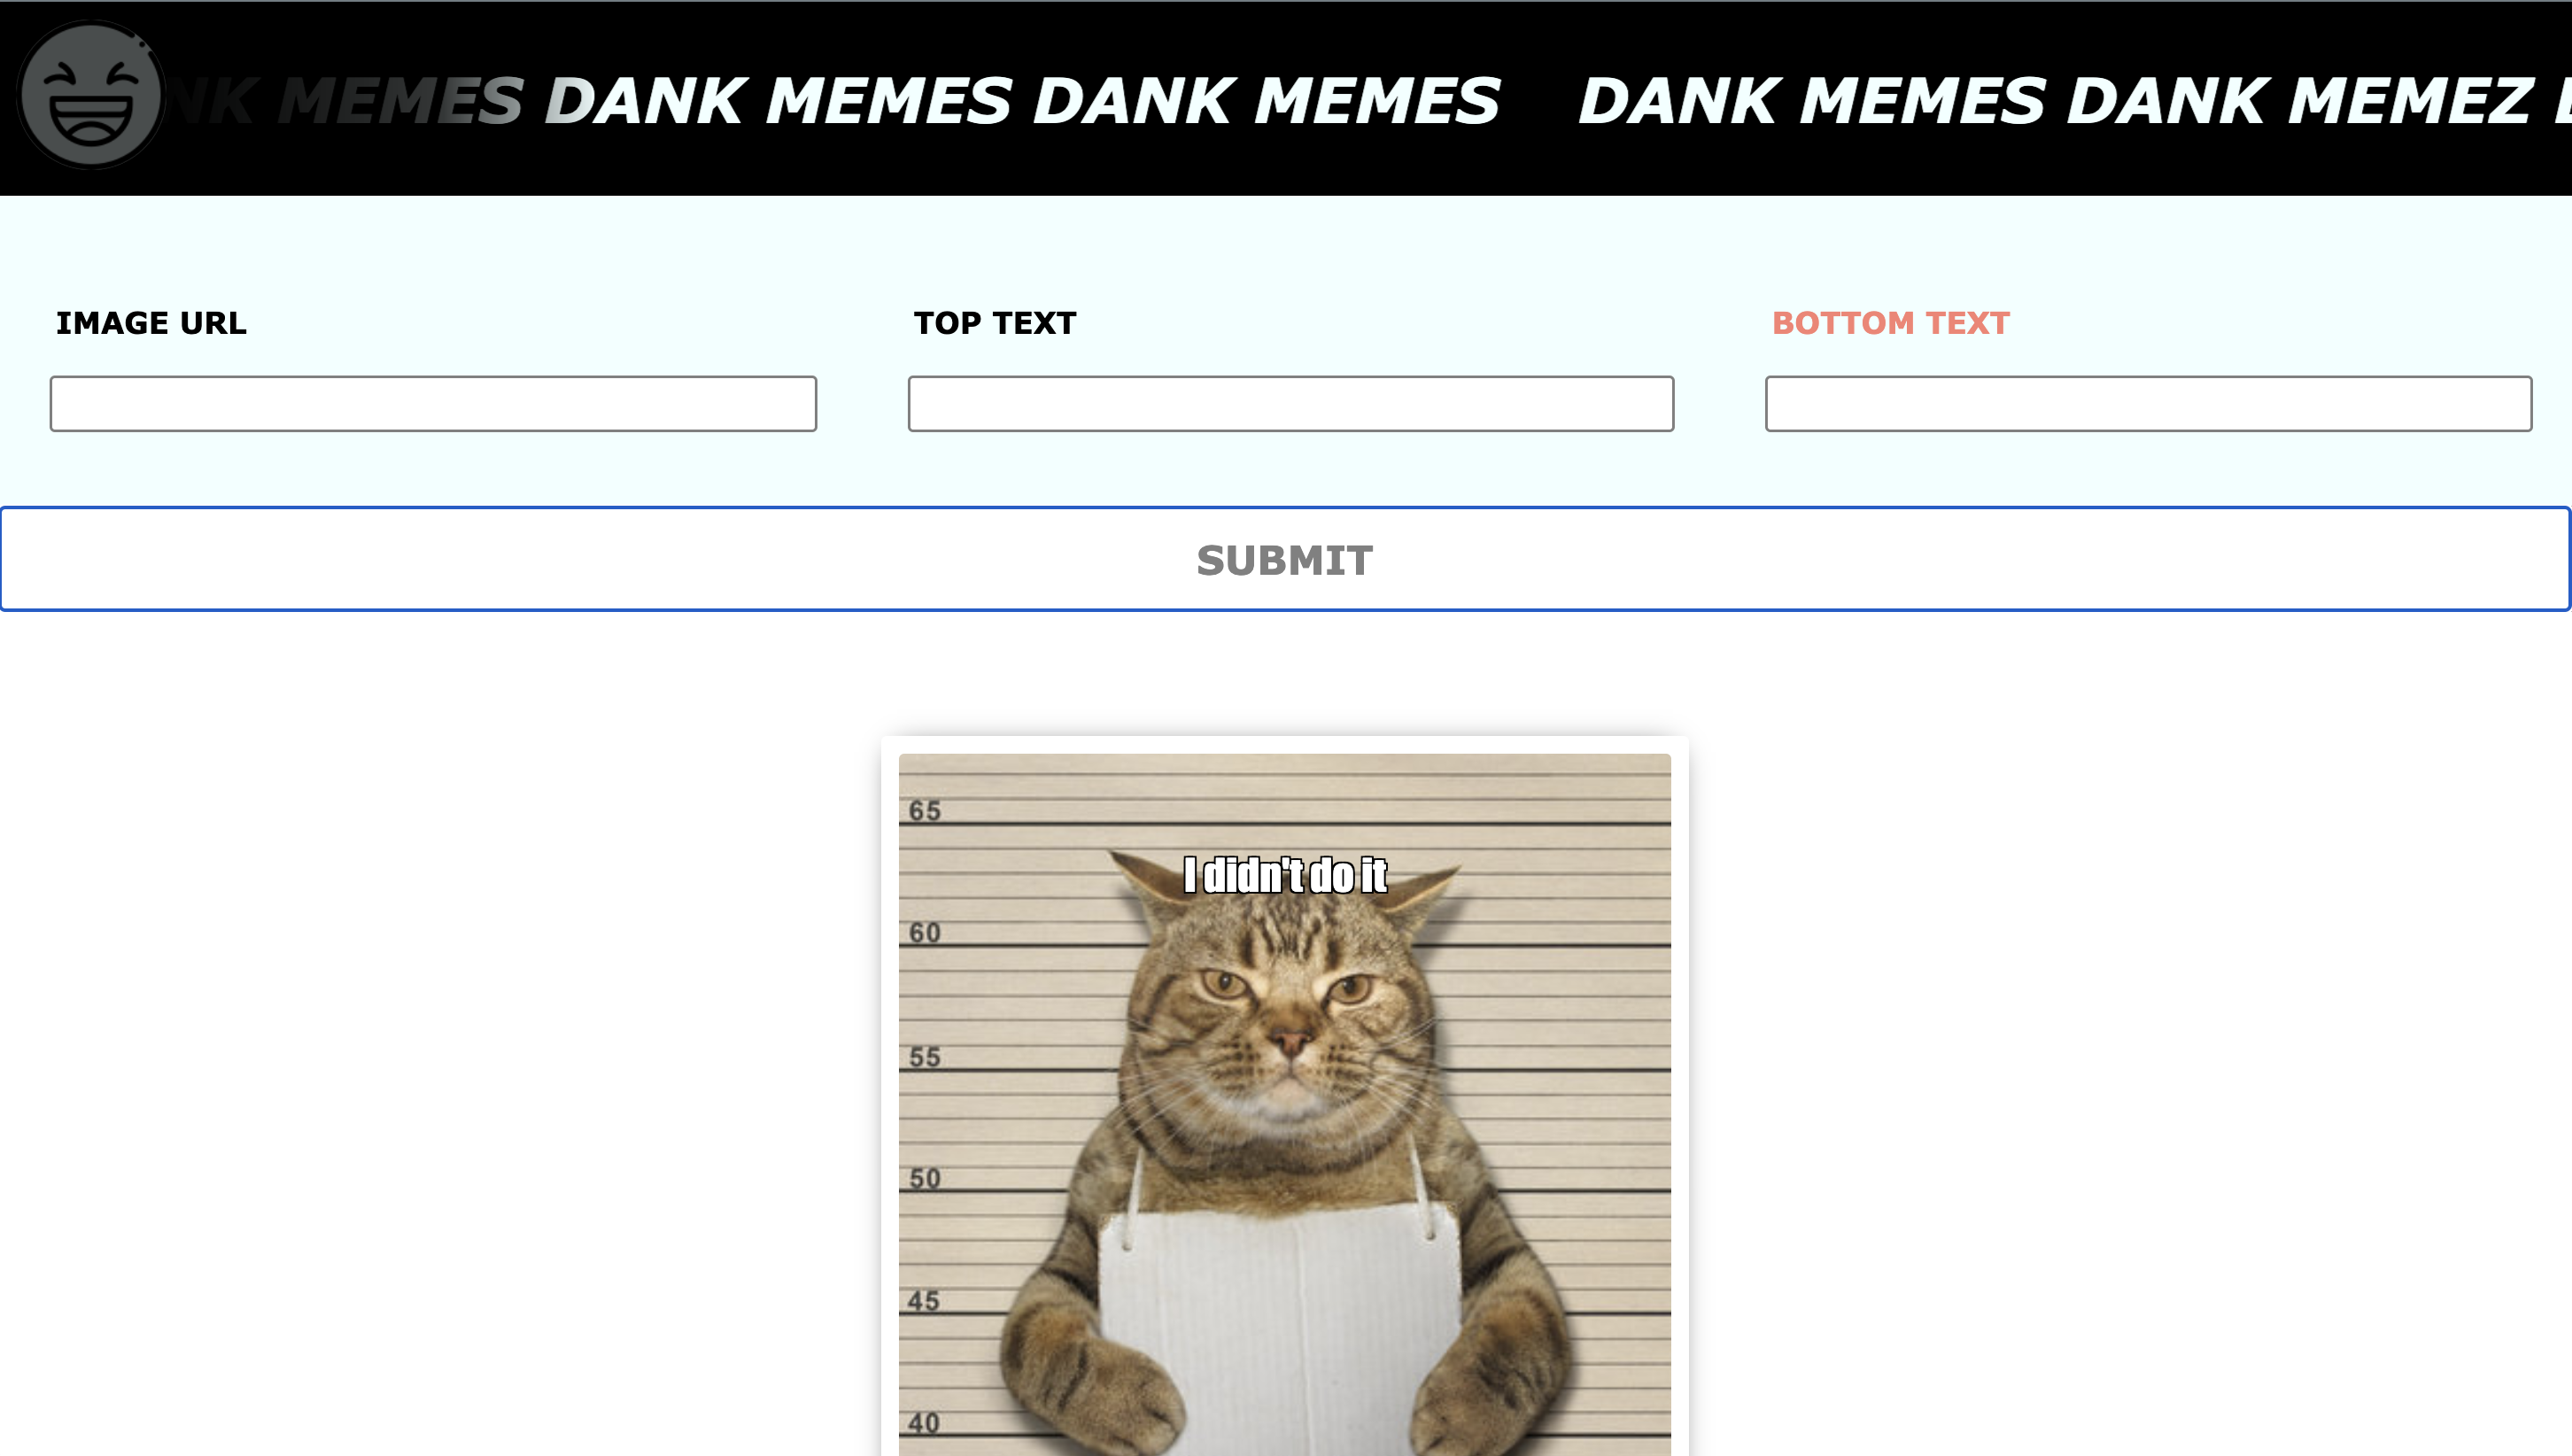 NK MEMES DANK MEMES DANK MEMES DANK MEMES DANK MEMEZ
IMAGE URL
TOP TEXT
BOTTOM TEXT
SUBMIT
65
I didn't do it
60
55
50
45
40